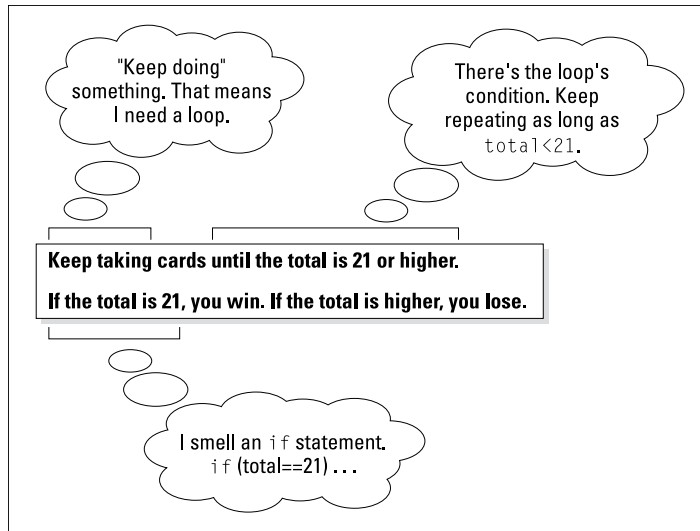 "Keep doing"
something. That means
I need a loop.
There's the loop's
condition. Keep
repeating as long as
total<21.
Keep taking cards until the total is 21 or higher.
If the total is 21, you win. If the total is higher, you lose.
I smell an if statement.
if (total==21) . . .